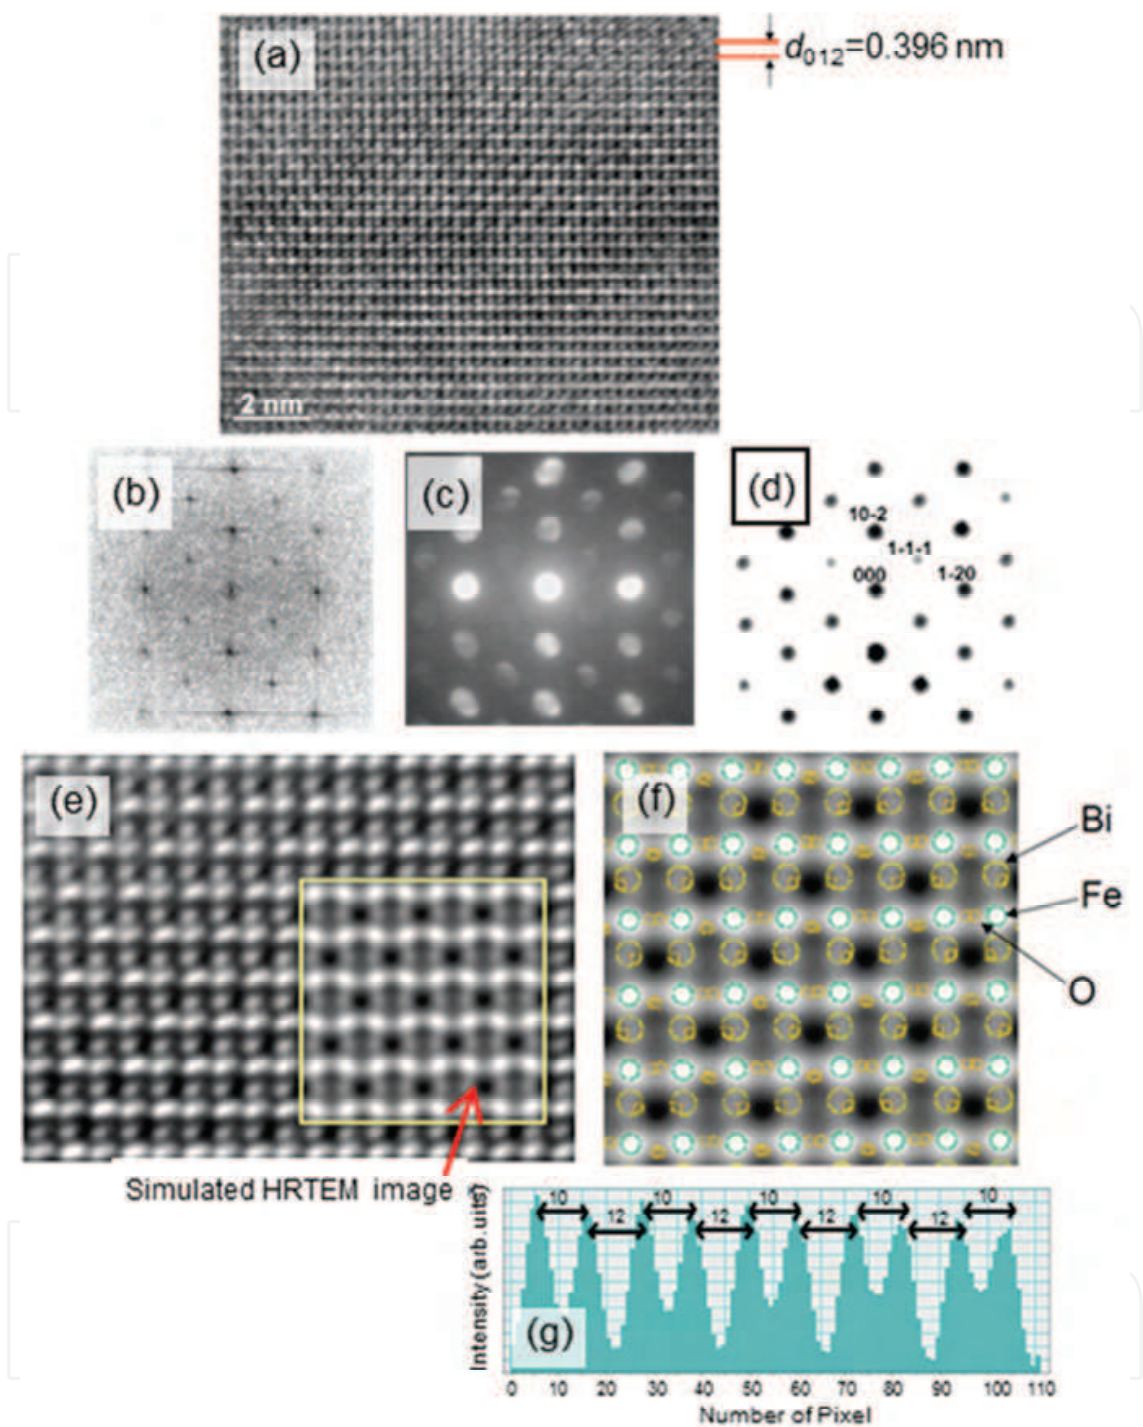 (a)
d012=0.396 nm
2 nm
(b)
(c)
(d)
10-2
1-1-1
000
1-20
(e)
(f)
Bi
Fe
O
Simulated HRTEM image
10 10 10 10 10
12 12 12 12
Intensity (arb.uits)
(g)
0 10 20 30 40 50 60 70 80 90 100 110
Number of Pixel